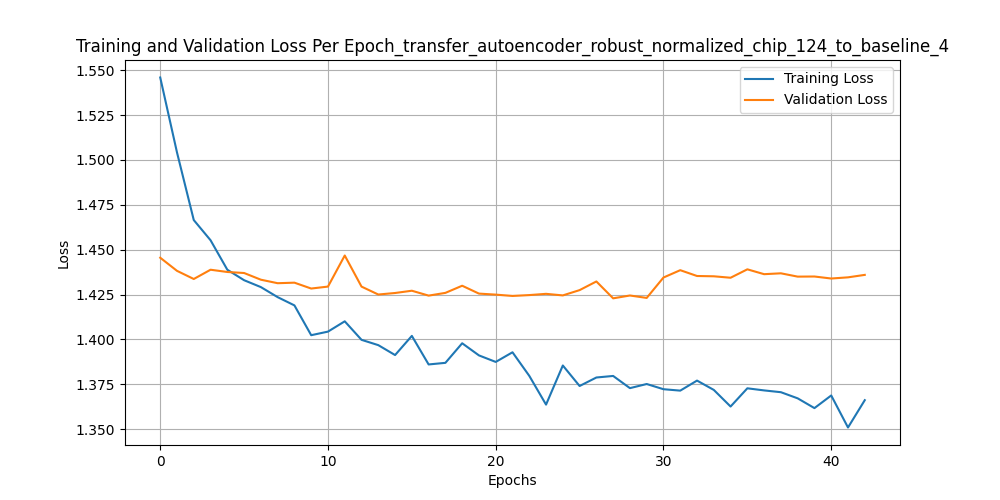 Training and Validation Loss Per Epoch_transfer_autoencoder_robust_normalized_chip_124_to_baseline_4
Training Loss
Validation Loss
1.550
1.525
1.500
1.475
1.450
1.425
1.400
1.375
1.350
Loss
0
10
20
30
40
Epochs